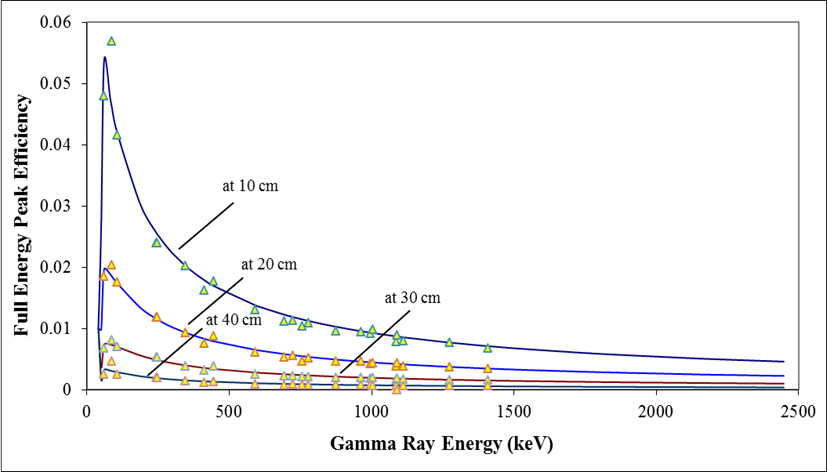 Full Energy Peak Efficiency
0.06
0.05
0.04
0.03
0.02
0.01
0
at 10 cm
at 20 cm
at 30 cm
at 40 cm
0
500
1000
1500
2000
2500
Gamma Ray Energy (keV)